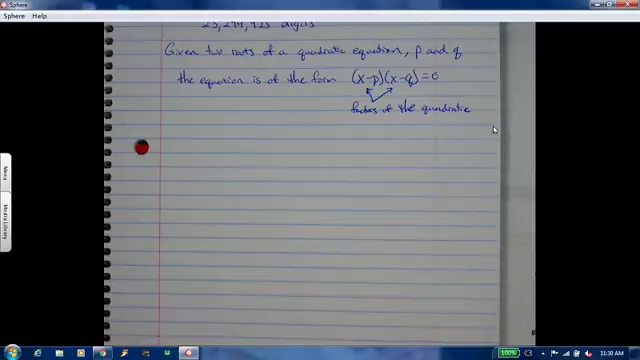 Sphere
Sphere Help
digits
Given two roots of a quadratic equation, p and q
the equation is of the form (x-p)(x-q)=0
factors of the quadratic
Menu
Media Library
100%
11:30 AM